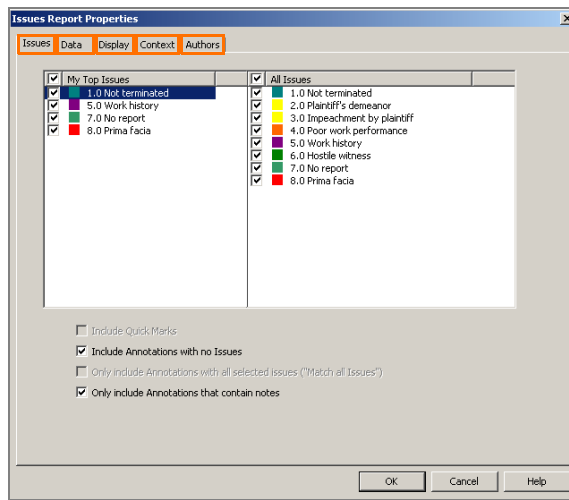 Issues Report Properties
Issues Data Display Context Authors
My Top Issues
1.0 Not terminated
5.0 Work history
7.0 No report
8.0 Prima facia
All Issues
1.0 Not terminated
2.0 Plaintiff's demeanor
3.0 Impeachment by plaintiff
4.0 Poor work performance
5.0 Work history
6.0 Hostile witness
7.0 No report
8.0 Prima facia
Include Quick Marks
Include Annotations with no Issues
Only include Annotations with all selected issues ("Match all Issues")
Only include Annotations that contain notes
OK Cancel Help